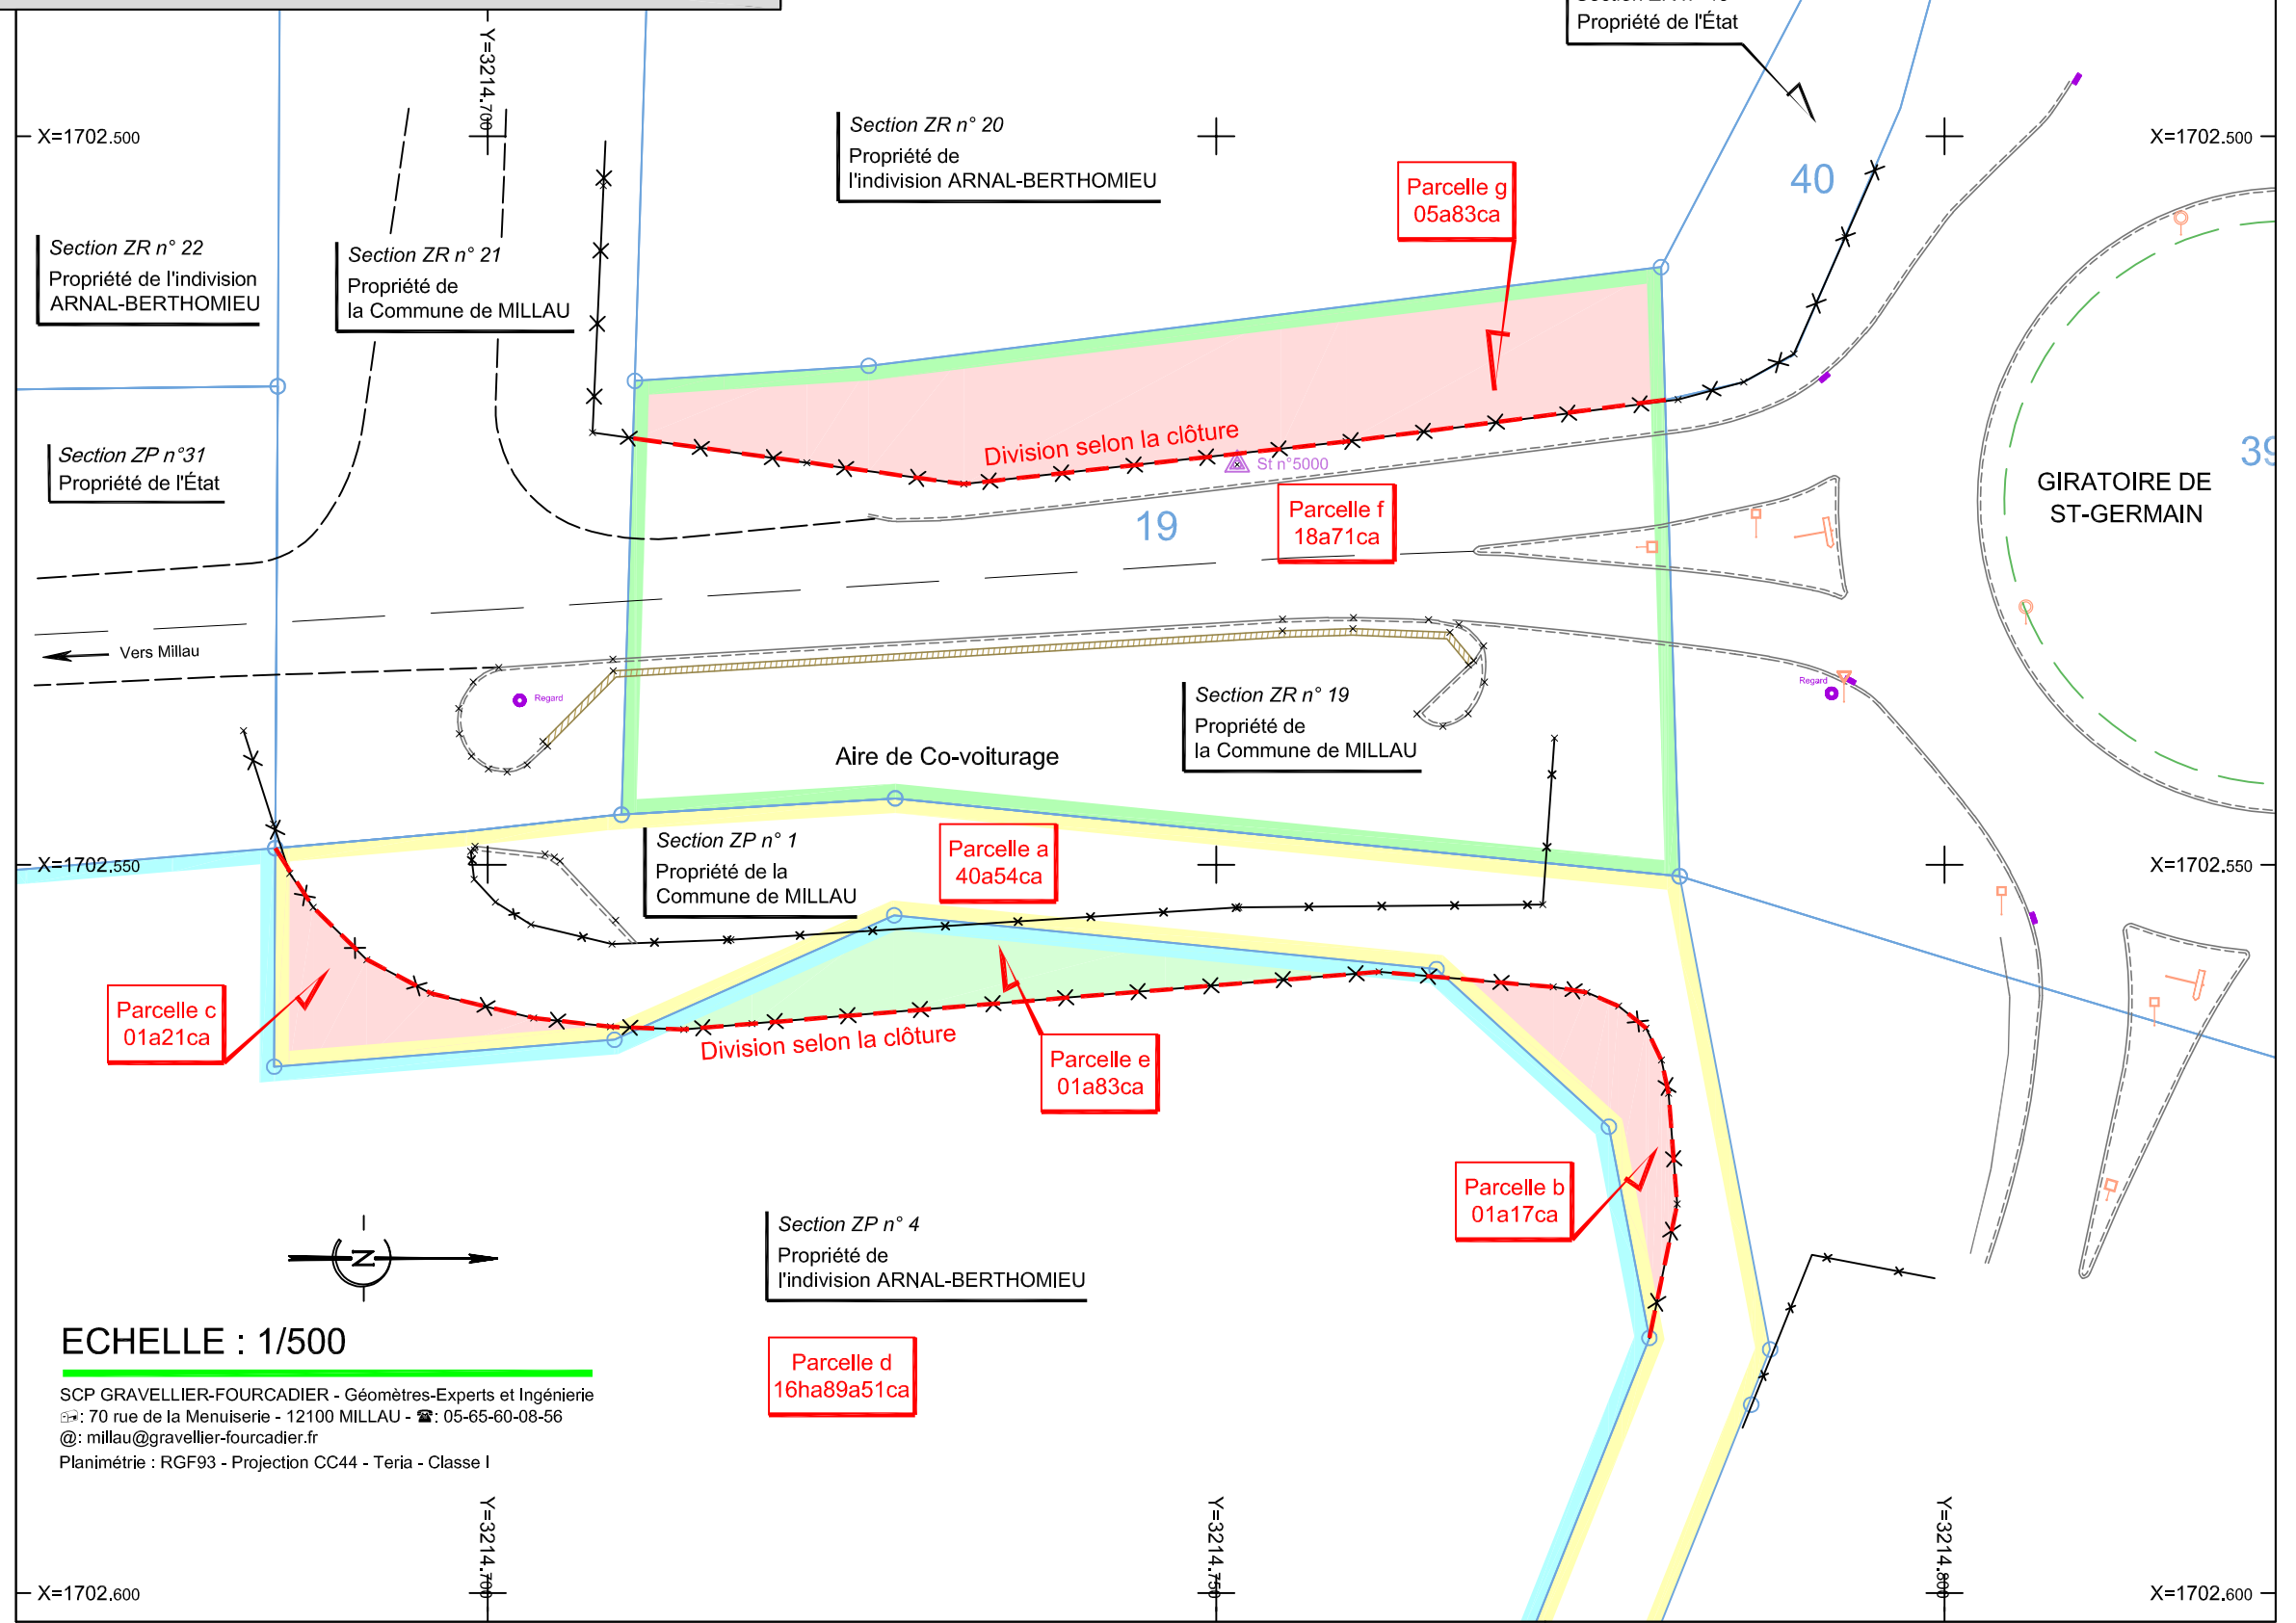 Propriété de l'État
Y=3214.700
X=1702.500
X=1702.500
Section ZR n° 20
Propriété de
l'indivision ARNAL-BERTHOMIEU
Parcelle g
05a83ca
40
Section ZR n° 22
Propriété de l'indivision
ARNAL-BERTHOMIEU
Section ZR n° 21
Propriété de
la Commune de MILLAU
Section ZP n°31
Propriété de l'État
Division selon la clôture
St n°5000
39
GIRATOIRE DE
ST-GERMAIN
19
Parcelle f
18a71ca
Vers Millau
Regard
Section ZR n° 19
Propriété de
la Commune de MILLAU
Regard
Aire de Co-voiturage
X=1702.550
X=1702.550
Section ZP n° 1
Propriété de la
Commune de MILLAU
Parcelle a
40a54ca
Parcelle c
01a21ca
Division selon la clôture
Parcelle e
01a83ca
Parcelle b
01a17ca
Section ZP n° 4
Propriété de
l'indivision ARNAL-BERTHOMIEU
N
Parcelle d
16ha89a51ca
ECHELLE : 1/500
SCP GRAVELLIER-FOURCADIER - Géomètres-Experts et Ingénierie
: 70 rue de la Menuiserie - 12100 MILLAU - ☎: 05-65-60-08-56
@: millau@gravellier-fourcadier.fr
Planimétrie : RGF93 - Projection CC44 - Teria - Classe I
Y=3214.700
Y=3214.750
Y=3214.800
X=1702.600
X=1702.600